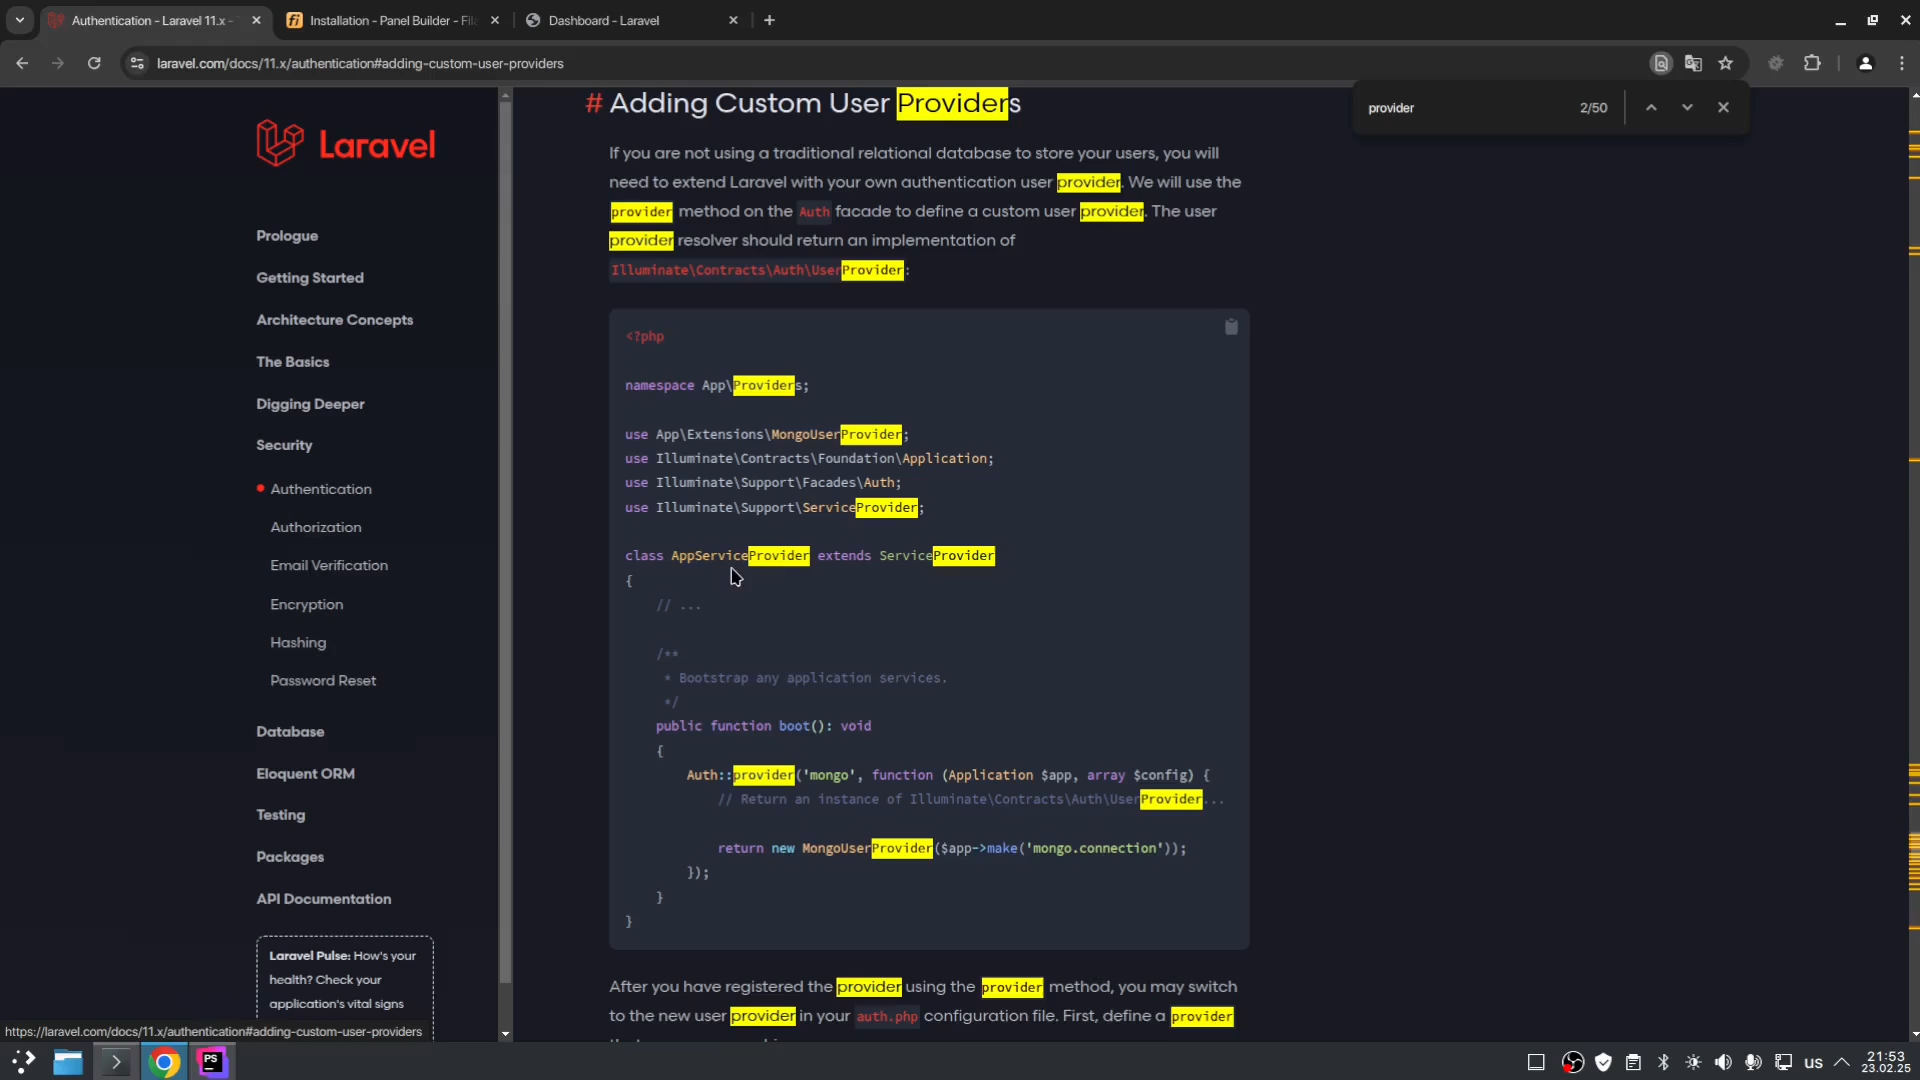 Authentication - Laravel 11.x -
Installation - Panel Builder - Fila
Dashboard - Laravel
laravel.com/docs/11.x/authentication#adding-custom-user-providers
provider
2/50
Laravel
Prologue
Getting Started
Architecture Concepts
The Basics
Digging Deeper
Security
Authentication
Authorization
Email Verification
Encryption
Hashing
Password Reset
Database
Eloquent ORM
Testing
Packages
API Documentation
Laravel Pulse: How's your
health? Check your
application's vital signs
# Adding Custom User Providers
If you are not using a traditional relational database to store your users, you will
need to extend Laravel with your own authentication user provider. We will use the
provider method on the Auth facade to define a custom user provider. The user
provider resolver should return an implementation of
Illuminate\Contracts\Auth\UserProvider:
<?php
namespace App\Providers;
use App\Extensions\MongoUserProvider;
use Illuminate\Contracts\Foundation\Application;
use Illuminate\Support\Facades\Auth;
use Illuminate\Support\ServiceProvider;
class AppServiceProvider extends ServiceProvider
{
// ...
/**
* Bootstrap any application services.
*/
public function boot(): void
{
Auth::provider('mongo', function (Application $app, array $config) {
// Return an instance of Illuminate\Contracts\Auth\UserProvider...
return new MongoUserProvider($app->make('mongo.connection'));
});
}
}
After you have registered the provider using the provider method, you may switch
to the new user provider in your auth.php configuration file. First, define a provider
https://laravel.com/docs/11.x/authentication#adding-custom-user-providers
PS
us
21:53
23.02.25